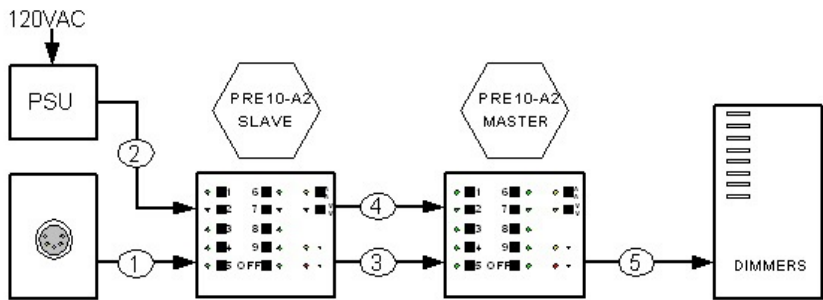 120VAC
PSU
PRE10-A2
SLAVE
PRE10-A2
MASTER
2
1
1 6
2 7
3 8
4 9
5 OFF
4
3
1 6
2 7
3 8
4 9
5 OFF
5
DIMMERS